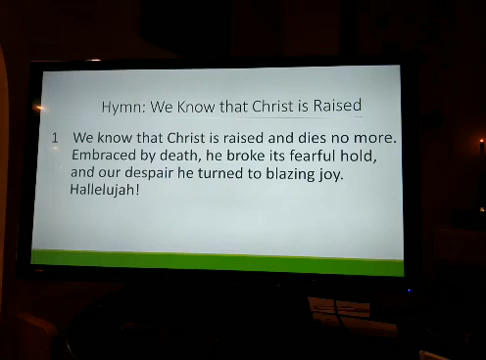 Hymn: We Know that Christ is Raised
1 We know that Christ is raised and dies no more.
Embraced by death, he broke its fearful hold,
and our despair he turned to blazing joy.
Hallelujah!